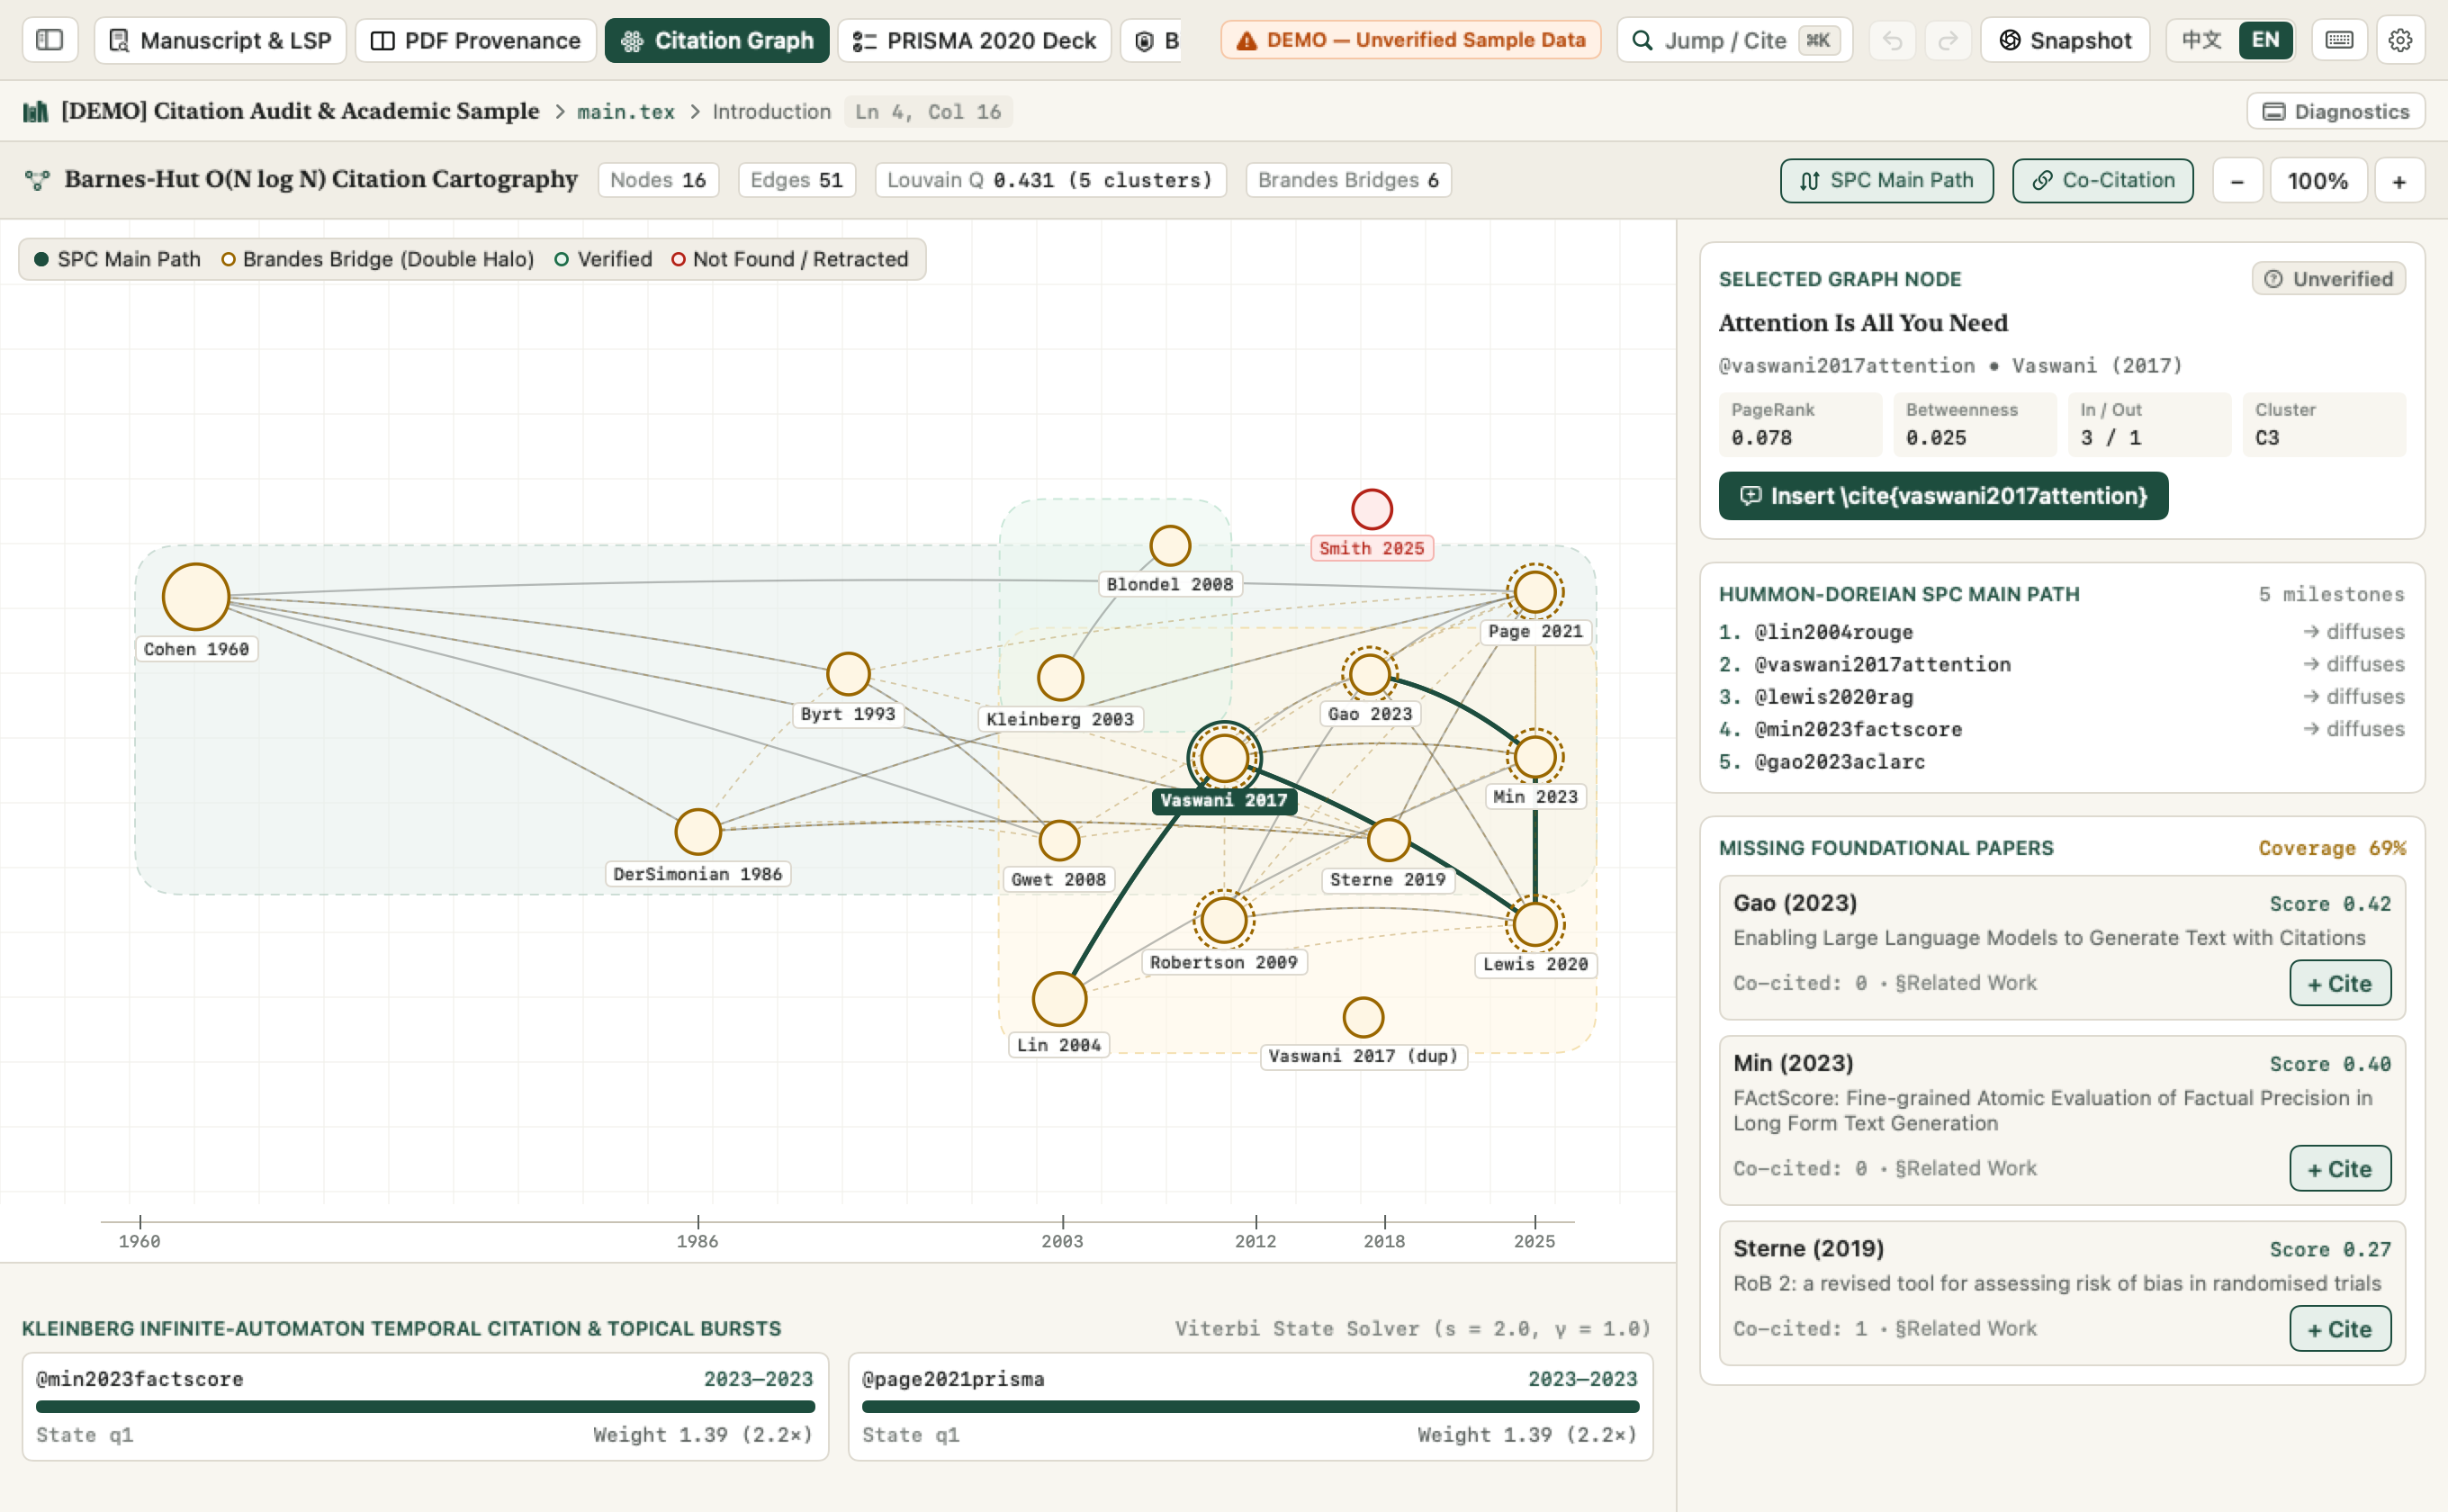 Manuscript & LSP
PDF Provenance
Citation Graph
PRISMA 2020 Deck
B
DEMO — Unverified Sample Data
Jump / Cite ⌘K
Snapshot
中文 EN
[DEMO] Citation Audit & Academic Sample > main.tex > Introduction Ln 4, Col 16
Diagnostics
Barnes-Hut O(N log N) Citation Cartography
Nodes 16
Edges 51
Louvain Q 0.431 (5 clusters)
Brandes Bridges 6
SPC Main Path
Co-Citation
− 100% +
SPC Main Path
Brandes Bridge (Double Halo)
Verified
Not Found / Retracted
Smith 2025
Blondel 2008
Page 2021
Cohen 1960
Byrt 1993
Kleinberg 2003
Gao 2023
Vaswani 2017
Min 2023
DerSimonian 1986
Gwet 2008
Sterne 2019
Robertson 2009
Lewis 2020
Lin 2004
Vaswani 2017 (dup)
1960 1986 2003 2012 2018 2025
KLEINBERG INFINITE-AUTOMATON TEMPORAL CITATION & TOPICAL BURSTS
Viterbi State Solver (s = 2.0, γ = 1.0)
@min2023factscore 2023–2023
State q1 Weight 1.39 (2.2×)
@page2021prisma 2023–2023
State q1 Weight 1.39 (2.2×)
SELECTED GRAPH NODE
Unverified
Attention Is All You Need
@vaswani2017attention • Vaswani (2017)
PageRank
0.078
Betweenness
0.025
In / Out
3 / 1
Cluster
C3
Insert \cite{vaswani2017attention}
HUMMON-DOREIAN SPC MAIN PATH 5 milestones
1. @lin2004rouge → diffuses
2. @vaswani2017attention → diffuses
3. @lewis2020rag → diffuses
4. @min2023factscore → diffuses
5. @gao2023aclarc
MISSING FOUNDATIONAL PAPERS Coverage 69%
Gao (2023) Score 0.42
Enabling Large Language Models to Generate Text with Citations
Co-cited: 0 • §Related Work
+ Cite
Min (2023) Score 0.40
FActScore: Fine-grained Atomic Evaluation of Factual Precision in
Long Form Text Generation
Co-cited: 0 • §Related Work
+ Cite
Sterne (2019) Score 0.27
RoB 2: a revised tool for assessing risk of bias in randomised trials
Co-cited: 1 • §Related Work
+ Cite